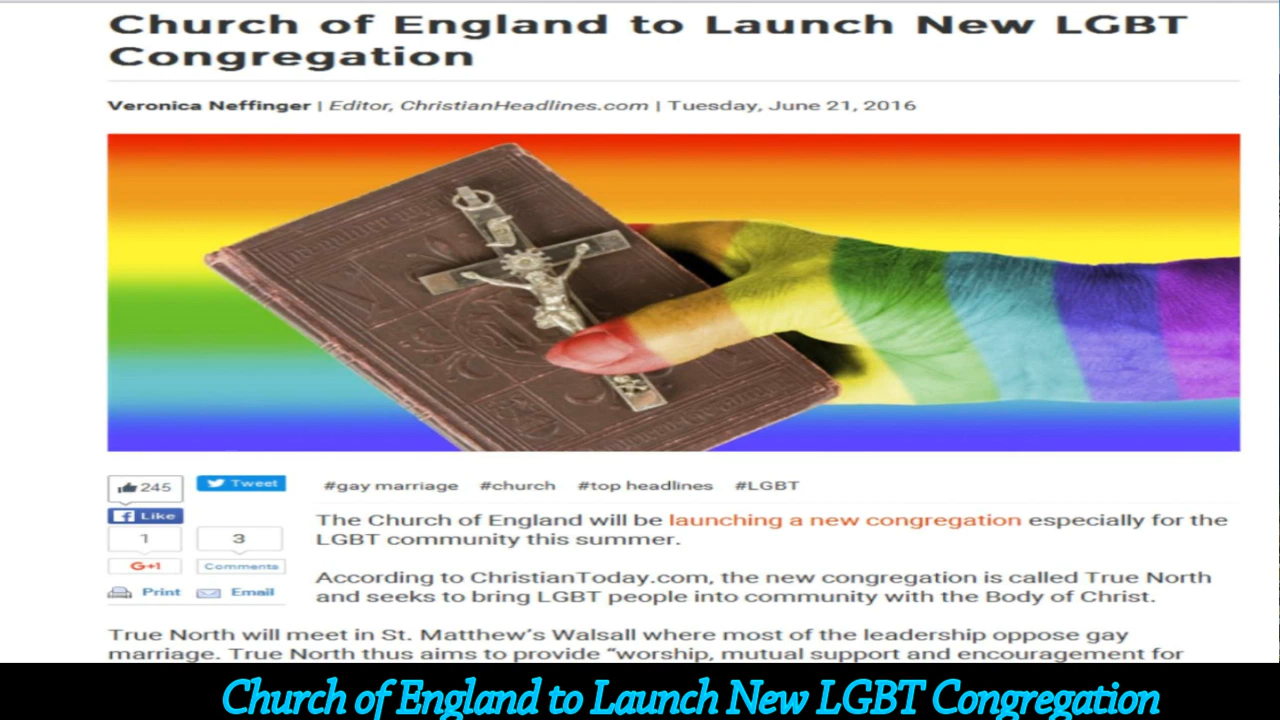 Church of England to Launch New LGBT
Congregation
Veronica Neffinger | Editor, ChristianHeadlines.com | Tuesday, June 21, 2016
245
Tweet
#gay marriage #church #top headlines #LGBT
Like
The Church of England will be launching a new congregation especially for the
LGBT community this summer.
1
3
G+1
Comments
According to ChristianToday.com, the new congregation is called True North
and seeks to bring LGBT people into community with the Body of Christ.
Print
Email
True North will meet in St. Matthew's Walsall where most of the leadership oppose gay
marriage. True North thus aims to provide “worship, mutual support and encouragement for
Church of England to Launch New LGBT Congregation